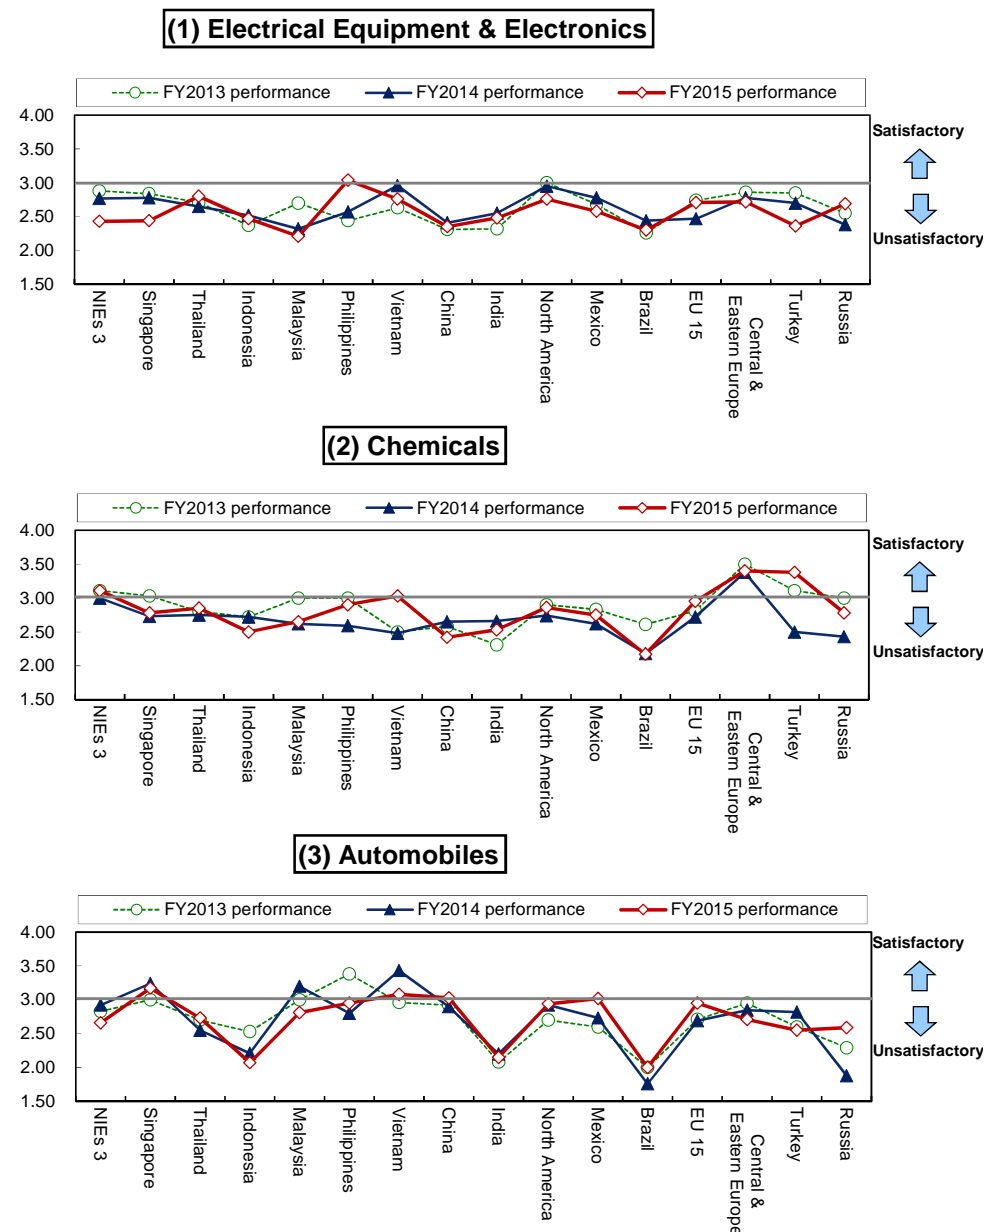 (1) Electrical Equipment & Electronics
FY2013 performance FY2014 performance FY2015 performance
4.00
3.50
3.00
2.50
2.00
1.50
Satisfactory
Unsatisfactory
NIEs 3
Singapore
Thailand
Indonesia
Malaysia
Philippines
Vietnam
China
India
North America
Mexico
Brazil
EU 15
Central &
Eastern Europe
Turkey
Russia
(2) Chemicals
FY2013 performance FY2014 performance FY2015 performance
4.00
3.50
3.00
2.50
2.00
1.50
Satisfactory
Unsatisfactory
NIEs 3
Singapore
Thailand
Indonesia
Malaysia
Philippines
Vietnam
China
India
North America
Mexico
Brazil
EU 15
Central &
Eastern Europe
Turkey
Russia
(3) Automobiles
FY2013 performance FY2014 performance FY2015 performance
4.00
3.50
3.00
2.50
2.00
1.50
Satisfactory
Unsatisfactory
NIEs 3
Singapore
Thailand
Indonesia
Malaysia
Philippines
Vietnam
China
India
North America
Mexico
Brazil
EU 15
Central &
Eastern Europe
Turkey
Russia